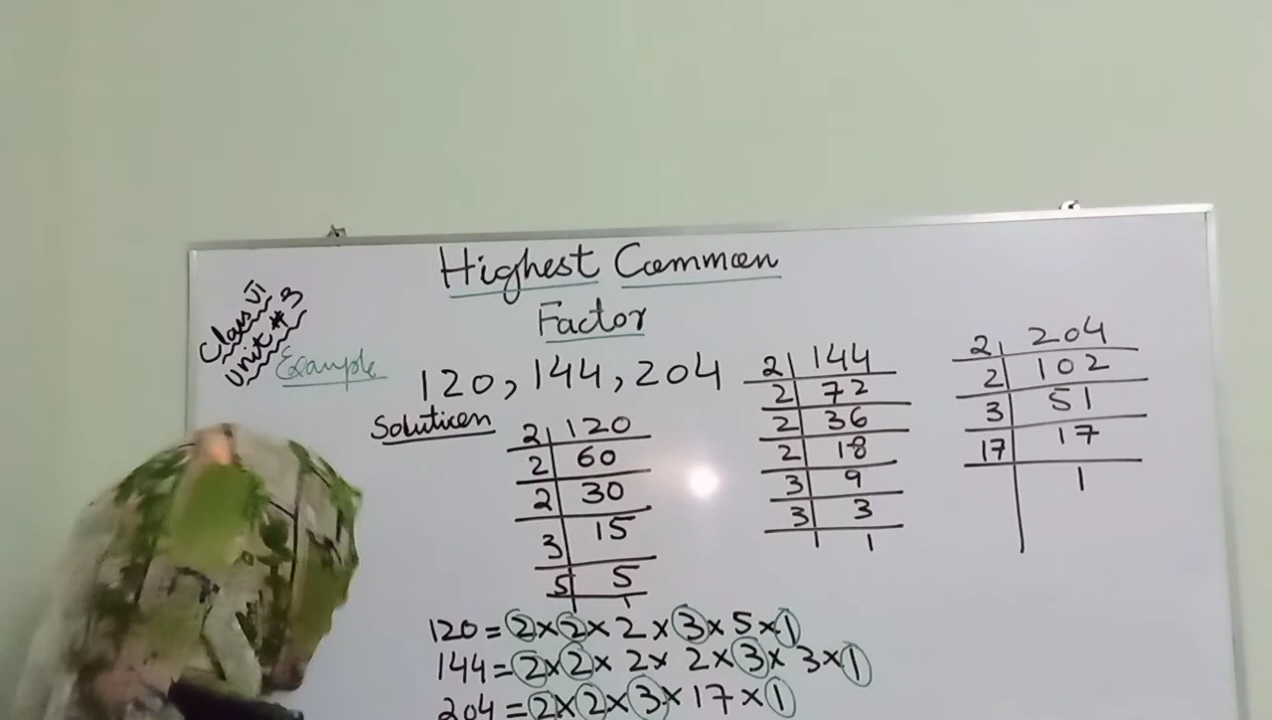 Highest Common
Factor
Class VI
Unit # 3
Example
120, 144, 204
Solution
2 120
2 60
2 30
3 15
5 5
1
2 144
2 72
2 36
2 18
3 9
3 3
1 1
2 204
2 102
3 51
17 17
1
120 = 2 × 2 × 2 × 3 × 5 × 1
144 = 2 × 2 × 2 × 2 × 3 × 3 × 1
204 = 2 × 2 × 3 × 17 × 1